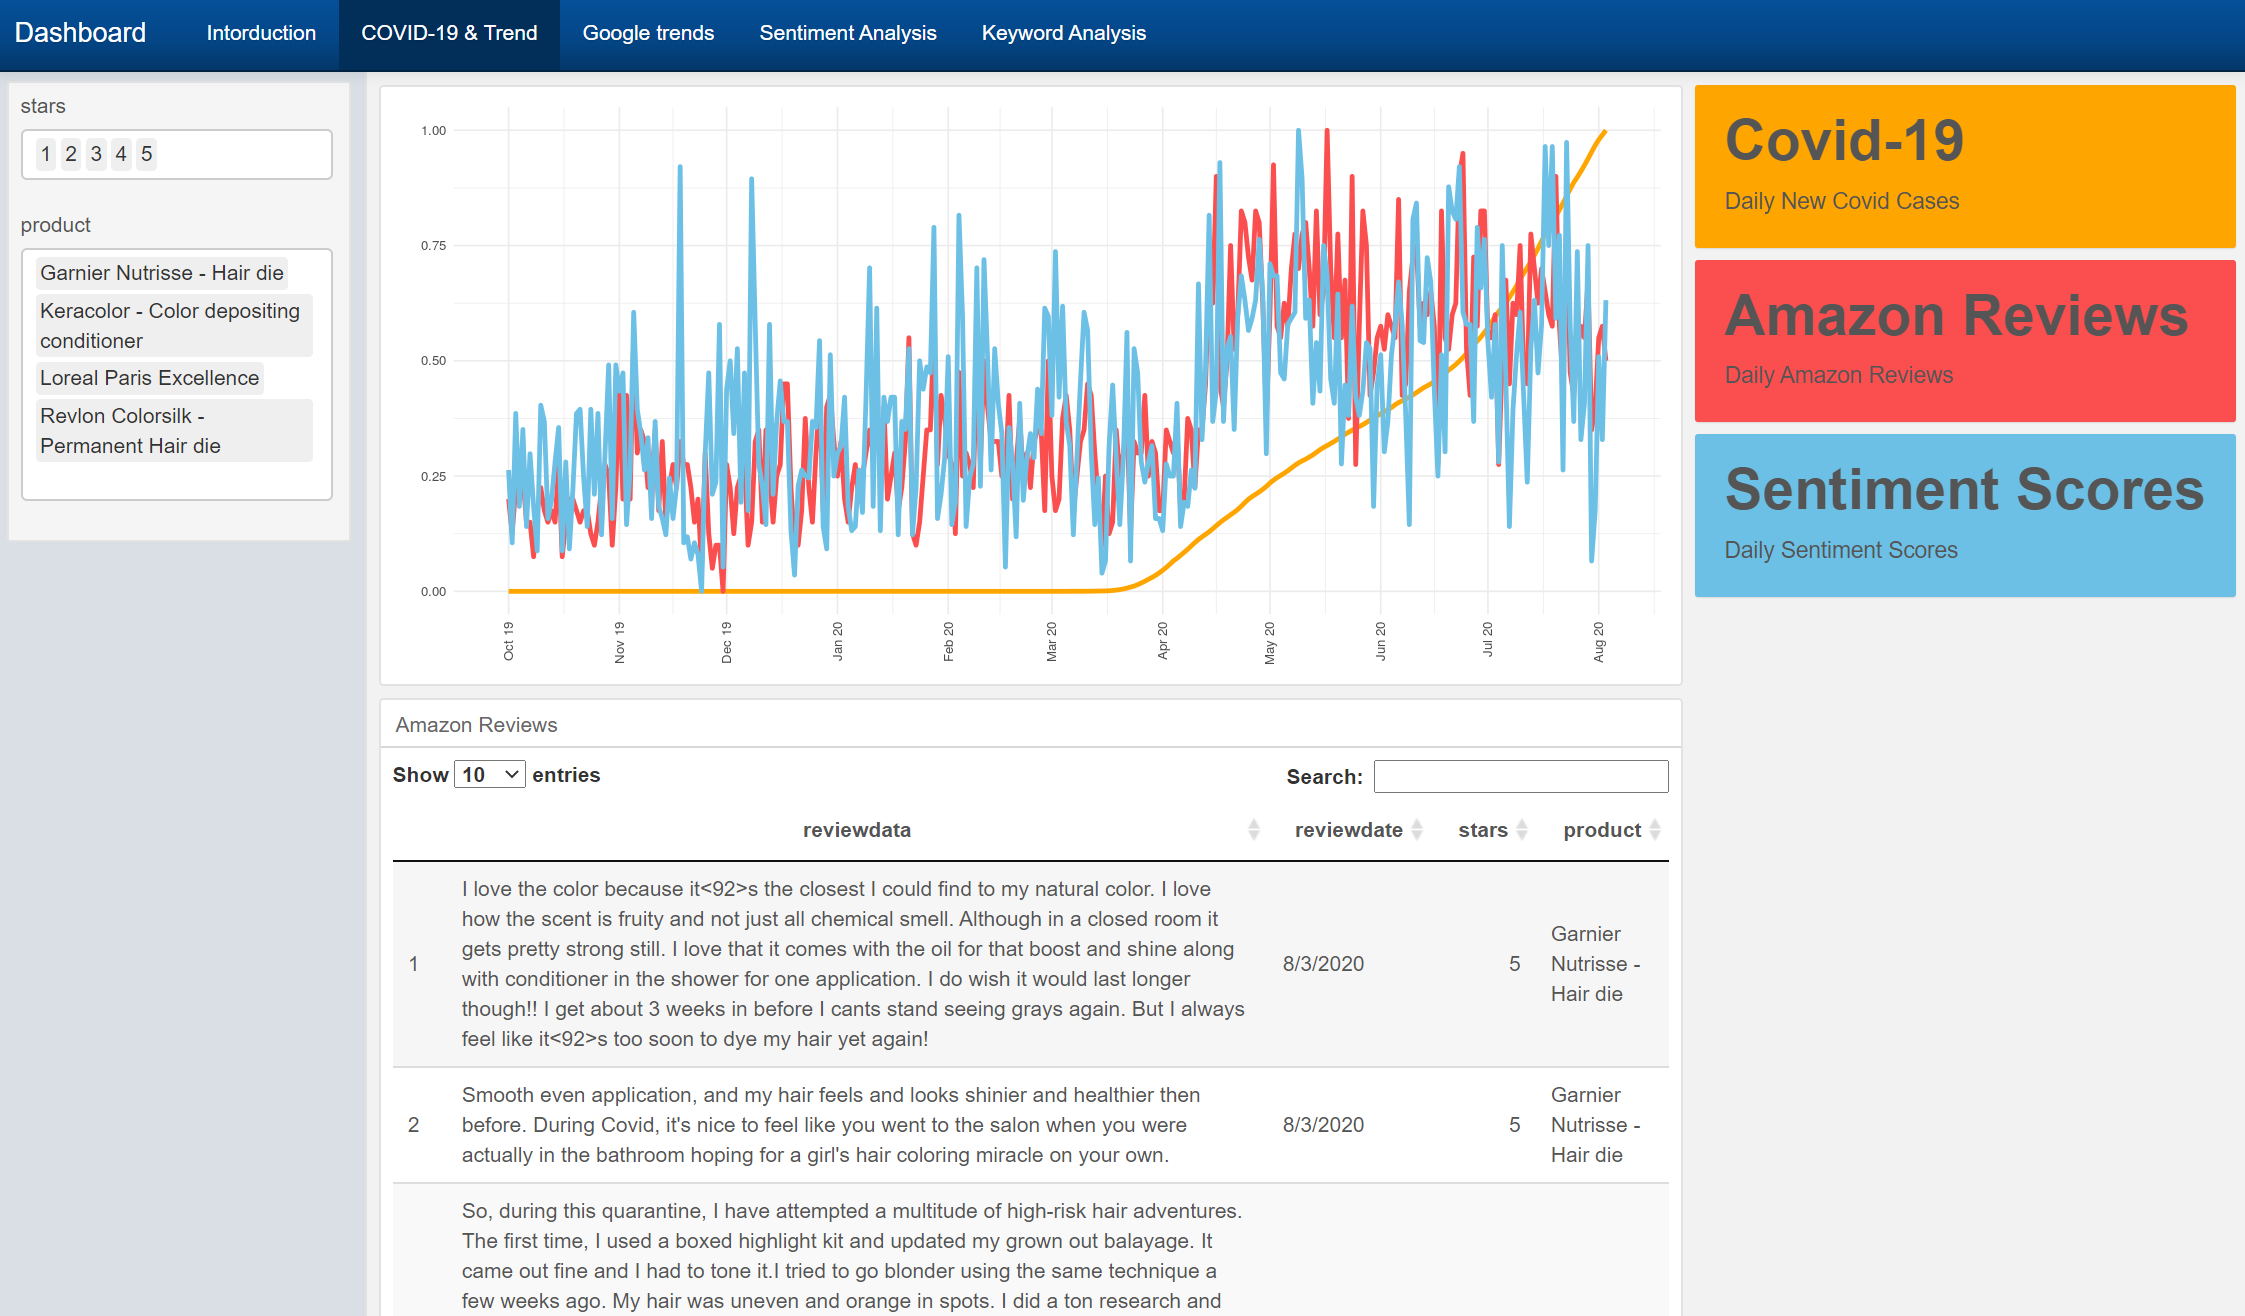 Dashboard Intorduction COVID-19 & Trend Google trends Sentiment Analysis Keyword Analysis
stars
1 2 3 4 5
product
Garnier Nutrisse - Hair die
Keracolor - Color depositing
conditioner
Loreal Paris Excellence
Revlon Colorsilk -
Permanent Hair die
1.00
0.75
0.50
0.25
0.00
Oct 19
Nov 19
Dec 19
Jan 20
Feb 20
Mar 20
Apr 20
May 20
Jun 20
Jul 20
Aug 20
Covid-19
Daily New Covid Cases
Amazon Reviews
Daily Amazon Reviews
Sentiment Scores
Daily Sentiment Scores
Amazon Reviews
Show 10 entries
Search:
reviewdata reviewdate stars product
1
I love the color because it<92>s the closest I could find to my natural color. I love
how the scent is fruity and not just all chemical smell. Although in a closed room it
gets pretty strong still. I love that it comes with the oil for that boost and shine along
with conditioner in the shower for one application. I do wish it would last longer
though!! I get about 3 weeks in before I cants stand seeing grays again. But I always
feel like it<92>s too soon to dye my hair yet again!
8/3/2020
5
Garnier
Nutrisse -
Hair die
2
Smooth even application, and my hair feels and looks shinier and healthier then
before. During Covid, it's nice to feel like you went to the salon when you were
actually in the bathroom hoping for a girl's hair coloring miracle on your own.
8/3/2020
5
Garnier
Nutrisse -
Hair die
So, during this quarantine, I have attempted a multitude of high-risk hair adventures.
The first time, I used a boxed highlight kit and updated my grown out balayage. It
came out fine and I had to tone it.I tried to go blonder using the same technique a
few weeks ago. My hair was uneven and orange in spots. I did a ton research and